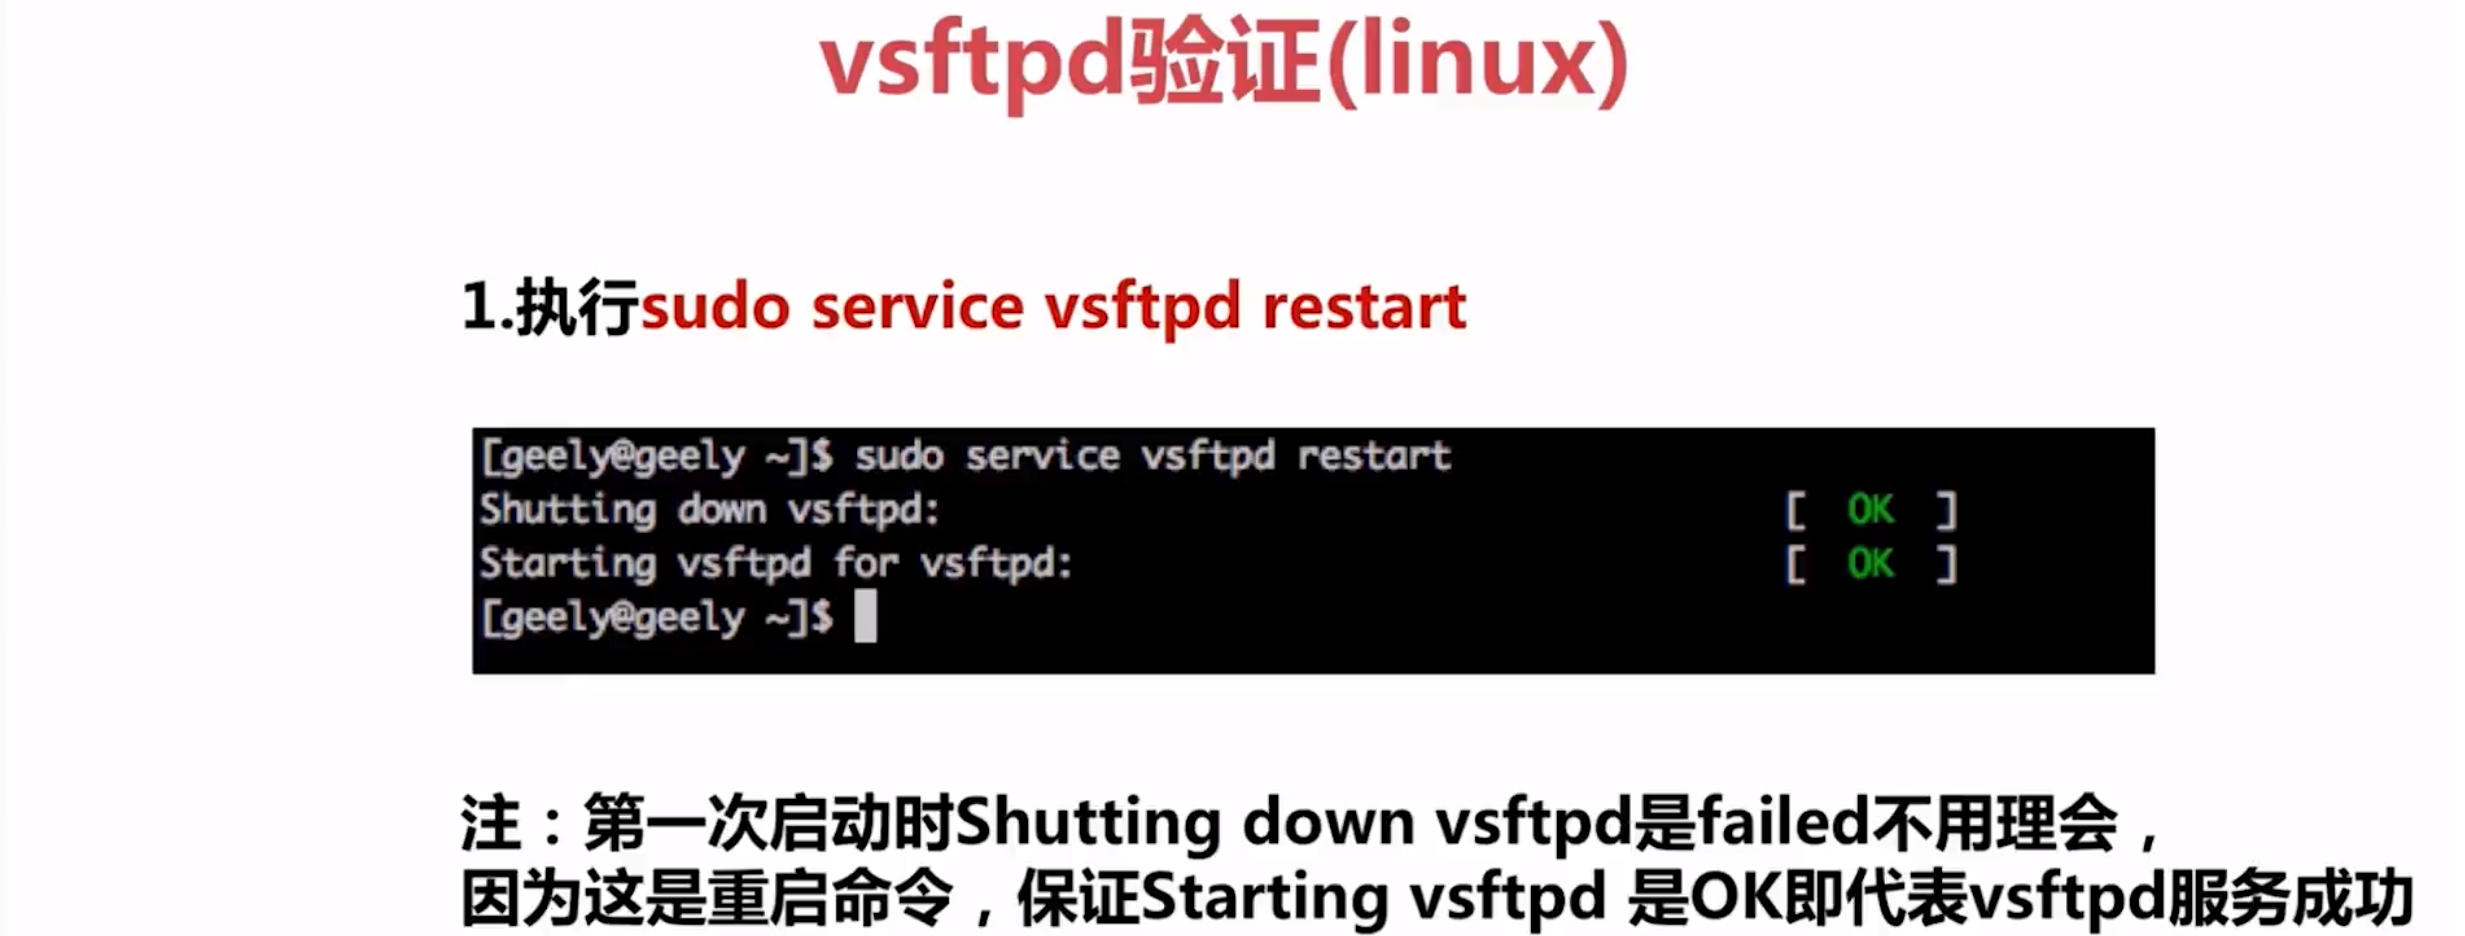 vsftpd验证(linux)
1.执行sudo service vsftpd restart
[geely@geely ~]$ sudo service vsftpd restart
Shutting down vsftpd: [ OK ]
Starting vsftpd for vsftpd: [ OK ]
[geely@geely ~]$
注：第一次启动时Shutting down vsftpd是failed不用理会，
因为这是重启命令，保证Starting vsftpd 是OK即代表vsftpd服务成功